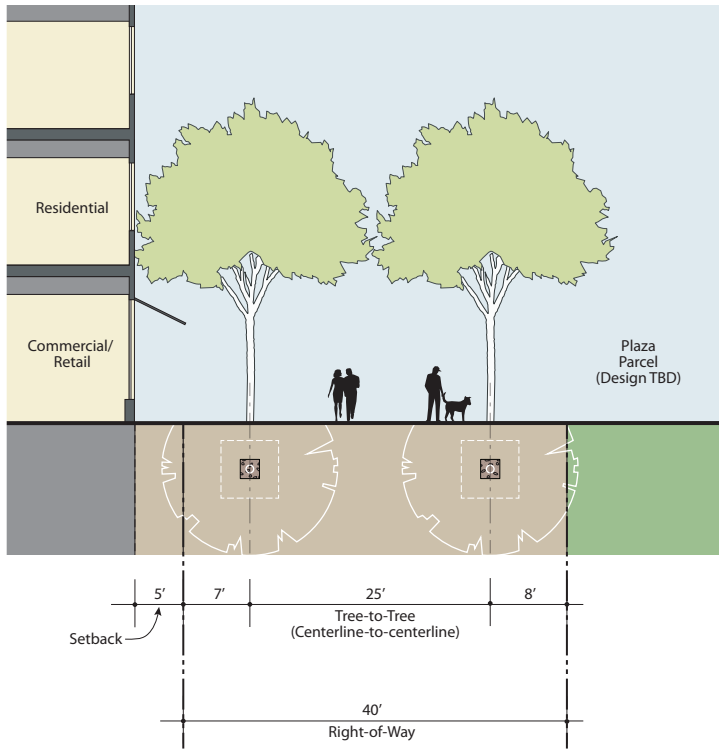 Residential
Commercial/
Retail
Plaza
Parcel
(Design TBD)
5’
7’
25’
8’
Tree-to-Tree
(Centerline-to-centerline)
Setback
40’
Right-of-Way